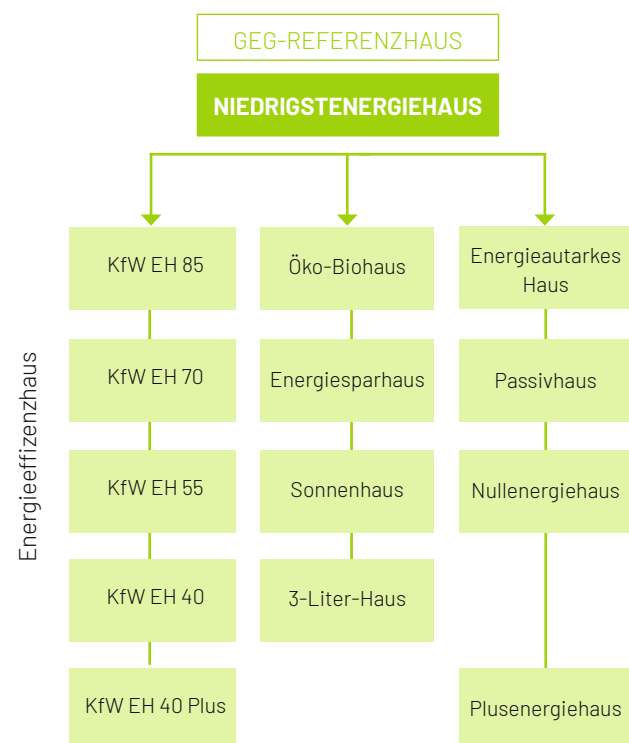 GEG-REFERENZHAUS
NIEDRIGSTENERGIEHAUS
Energieeffizenzhaus
KfW EH 85
KfW EH 70
KfW EH 55
KfW EH 40
KfW EH 40 Plus
Öko-Biohaus
Energiesparhaus
Sonnenhaus
3-Liter-Haus
Energieautarkes
Haus
Passivhaus
Nullenergiehaus
Plusenergiehaus